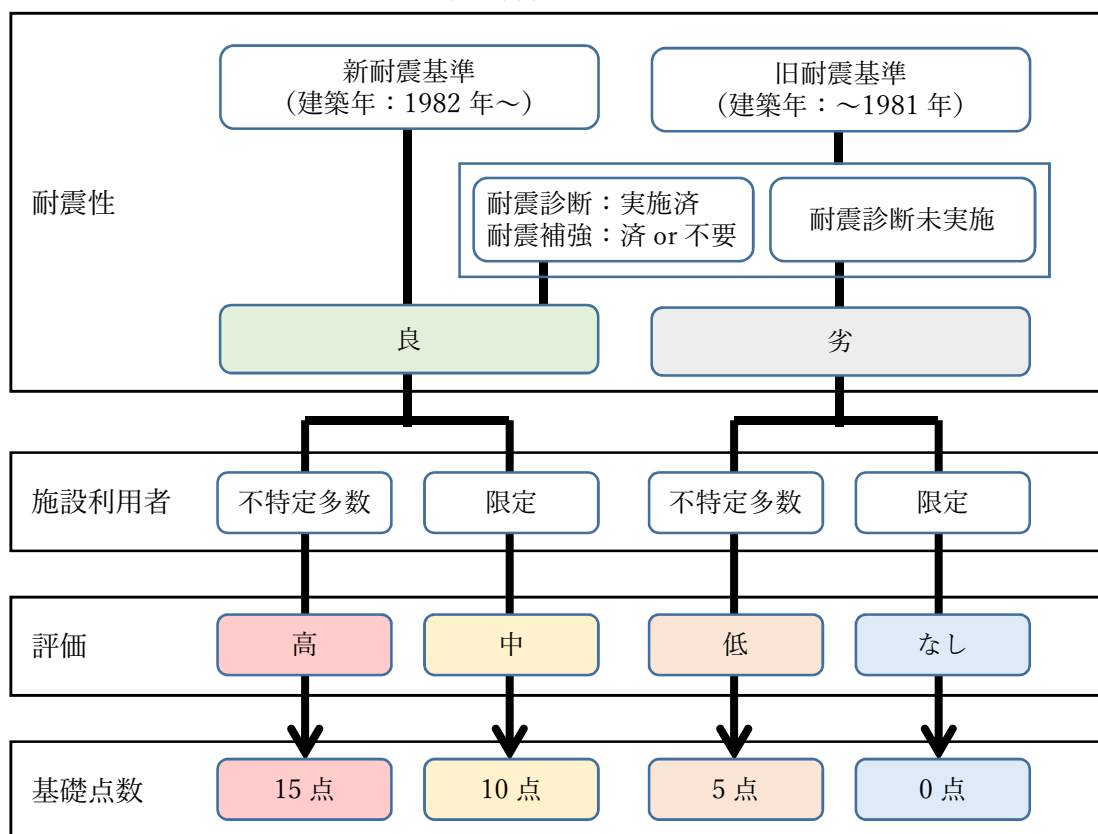 新耐震基準
（建築年：1982 年～）
旧耐震基準
（建築年：～1981 年）
耐震性
耐震診断：実施済
耐震補強：済 or 不要
耐震診断未実施
良
劣
施設利用者
不特定多数
限定
不特定多数
限定
評価
高
中
低
なし
基礎点数
15 点
10 点
5 点
0 点